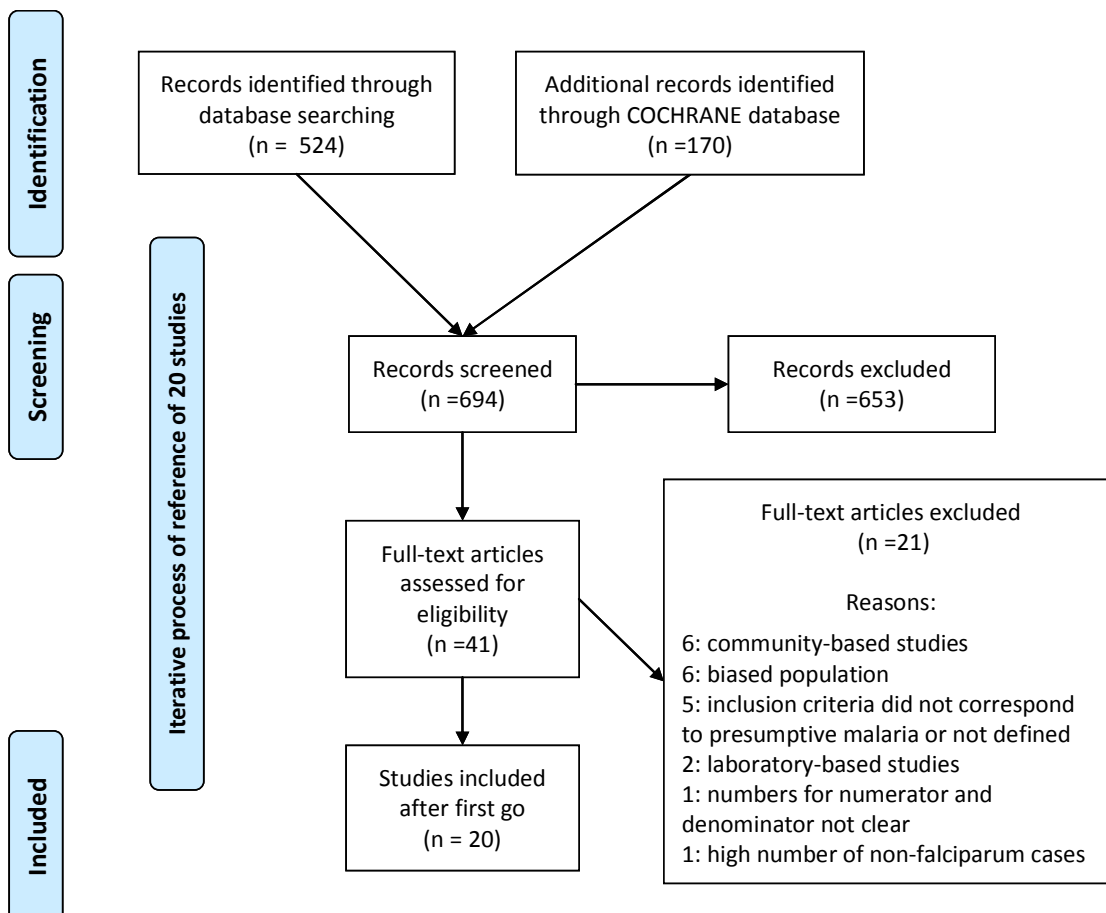 Identification
Records identified through
database searching
(n = 524)
Additional records identified
through COCHRANE database
(n =170)
Iterative process of reference of 20 studies
Screening
Records screened
(n =694)
Records excluded
(n =653)
Full-text articles
assessed for
eligibility
(n =41)
Full-text articles excluded
(n =21)
Reasons:
6: community-based studies
6: biased population
5: inclusion criteria did not correspond
to presumptive malaria or not defined
2: laboratory-based studies
1: numbers for numerator and
denominator not clear
1: high number of non-falciparum cases
Included
Studies included
after first go
(n = 20)